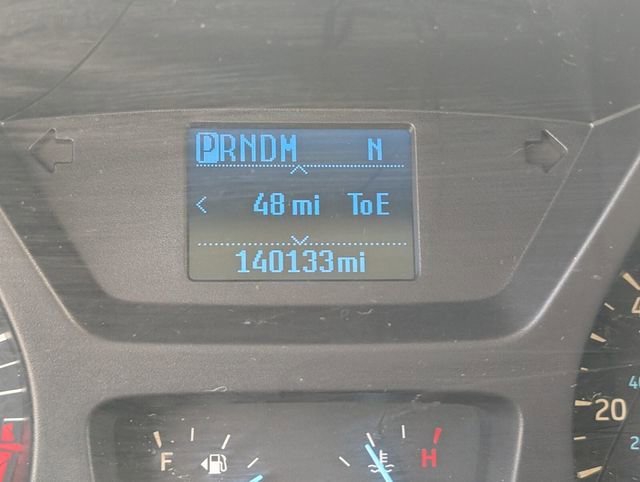 PRNDM N
< 48 mi ToE
140133mi
20
F H